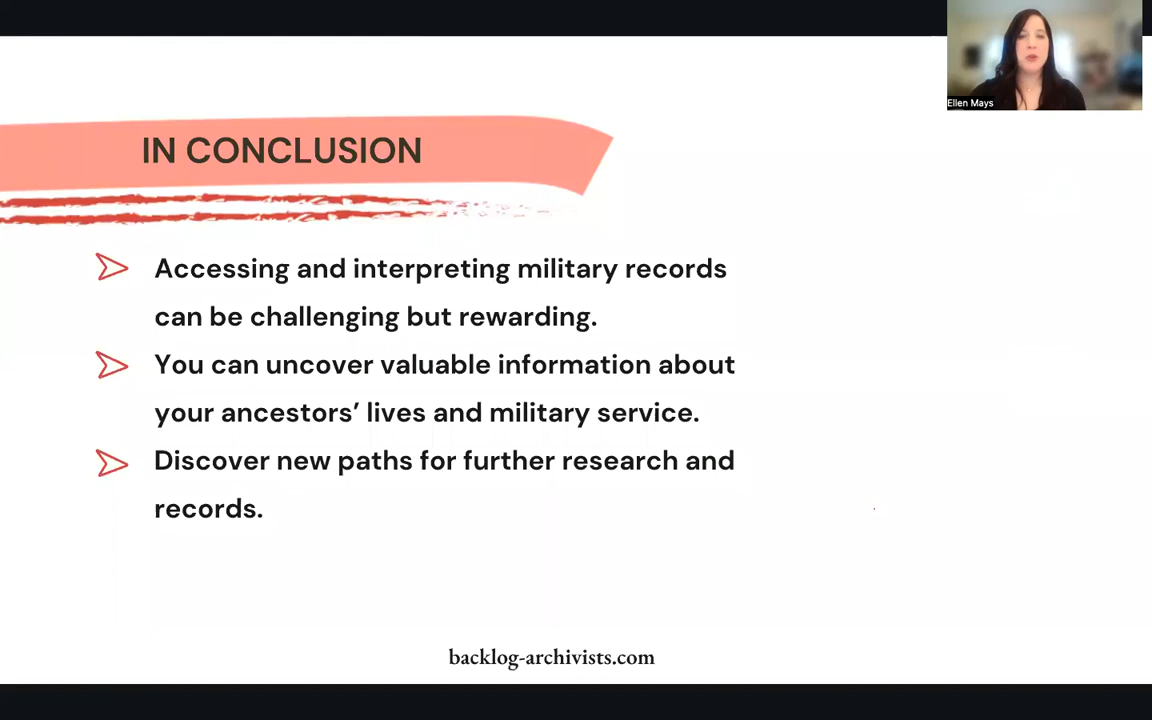 Ellen Mays
IN CONCLUSION
Accessing and interpreting military records
can be challenging but rewarding.
You can uncover valuable information about
your ancestors’ lives and military service.
Discover new paths for further research and
records.
backlog-archivists.com